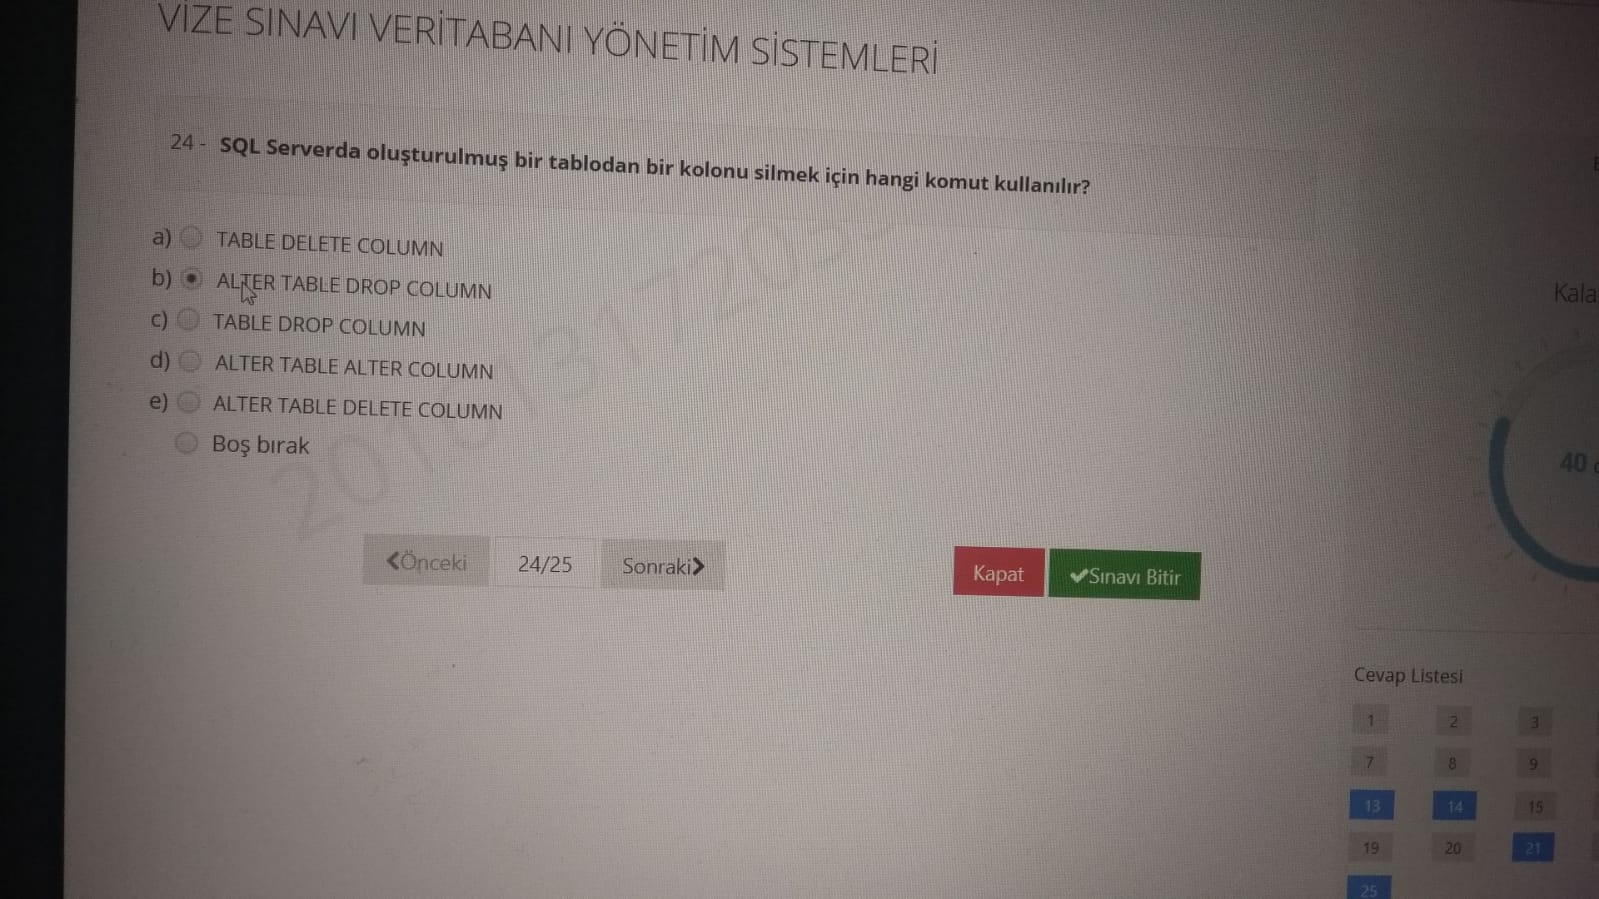 VİZE SINAVI VERİTABANI YÖNETİM SİSTEMLERİ
24 - SQL Serverda oluşturulmuş bir tablodan bir kolonu silmek için hangi komut kullanılır?
a) TABLE DELETE COLUMN
b) ALTER TABLE DROP COLUMN
c) TABLE DROP COLUMN
d) ALTER TABLE ALTER COLUMN
e) ALTER TABLE DELETE COLUMN
Boş bırak
Önceki 24/25 Sonraki
Kapat Sınavı Bitir
Kala
40
Cevap Listesi
1 2 3
7 8 9
13 14 15
19 20 21
25